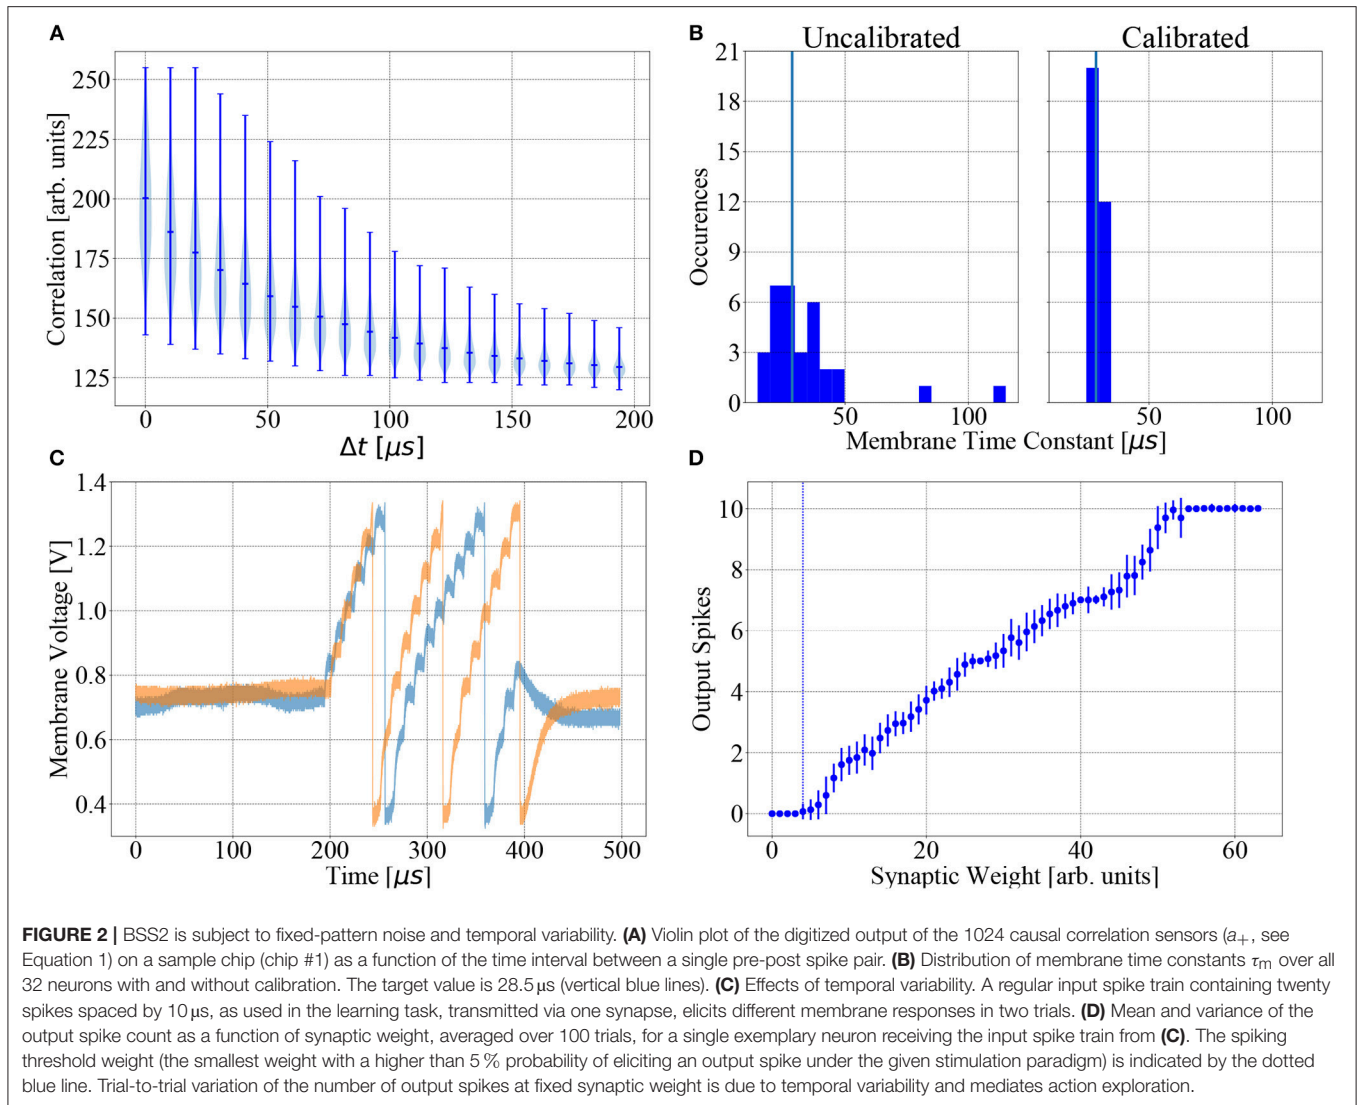 A
250
225
200
175
150
125
Correlation [arb. units]
0
50
100
150
200
Δt [μs]
B
Uncalibrated
Calibrated
21
18
15
12
9
6
3
0
Occurences
50
100
50
100
Membrane Time Constant [μs]
C
1.4
1.2
1.0
0.8
0.6
0.4
Membrane Voltage [V]
0
100
200
300
400
500
Time [μs]
D
10
8
6
4
2
0
Output Spikes
0
20
40
60
Synaptic Weight [arb. units]
FIGURE 2 | BSS2 is subject to fixed-pattern noise and temporal variability. (A) Violin plot of the digitized output of the 1024 causal correlation sensors (a+, see
Equation 1) on a sample chip (chip #1) as a function of the time interval between a single pre-post spike pair. (B) Distribution of membrane time constants τm over all
32 neurons with and without calibration. The target value is 28.5 μs (vertical blue lines). (C) Effects of temporal variability. A regular input spike train containing twenty
spikes spaced by 10 μs, as used in the learning task, transmitted via one synapse, elicits different membrane responses in two trials. (D) Mean and variance of the
output spike count as a function of synaptic weight, averaged over 100 trials, for a single exemplary neuron receiving the input spike train from (C). The spiking
threshold weight (the smallest weight with a higher than 5 % probability of eliciting an output spike under the given stimulation paradigm) is indicated by the dotted
blue line. Trial-to-trial variation of the number of output spikes at fixed synaptic weight is due to temporal variability and mediates action exploration.